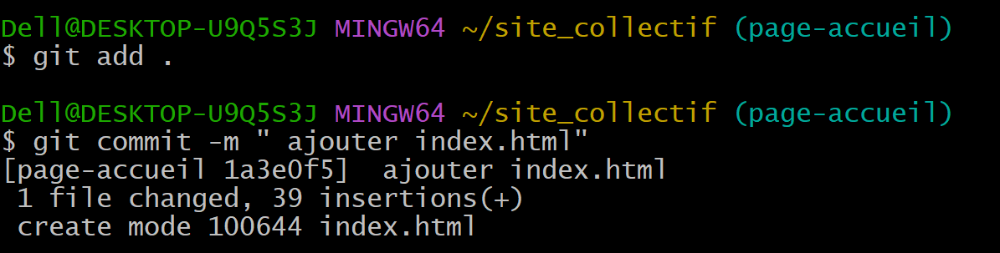 Dell@DESKTOP-U9Q5S3J MINGW64 ~/site_collectif (page-accueil)
$ git add .
Dell@DESKTOP-U9Q5S3J MINGW64 ~/site_collectif (page-accueil)
$ git commit -m " ajouter index.html"
[page-accueil 1a3e0f5]  ajouter index.html
 1 file changed, 39 insertions(+)
 create mode 100644 index.html